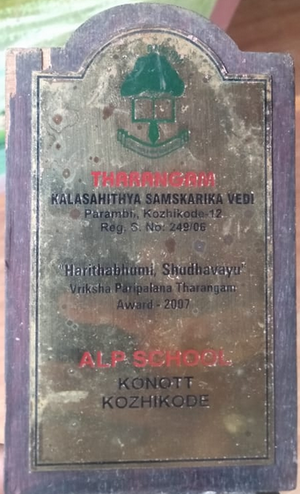 THARANGAM
KALASAHITHYA SAMSKARIKA VEDI
Parambi, Kozhikode-12
Reg. S. No: 249/06
'Harithabhumi, Shudhavayu'
Vriksha Paripalana Tharangam
Award - 2007
ALP SCHOOL
KONOTT
KOZHIKODE